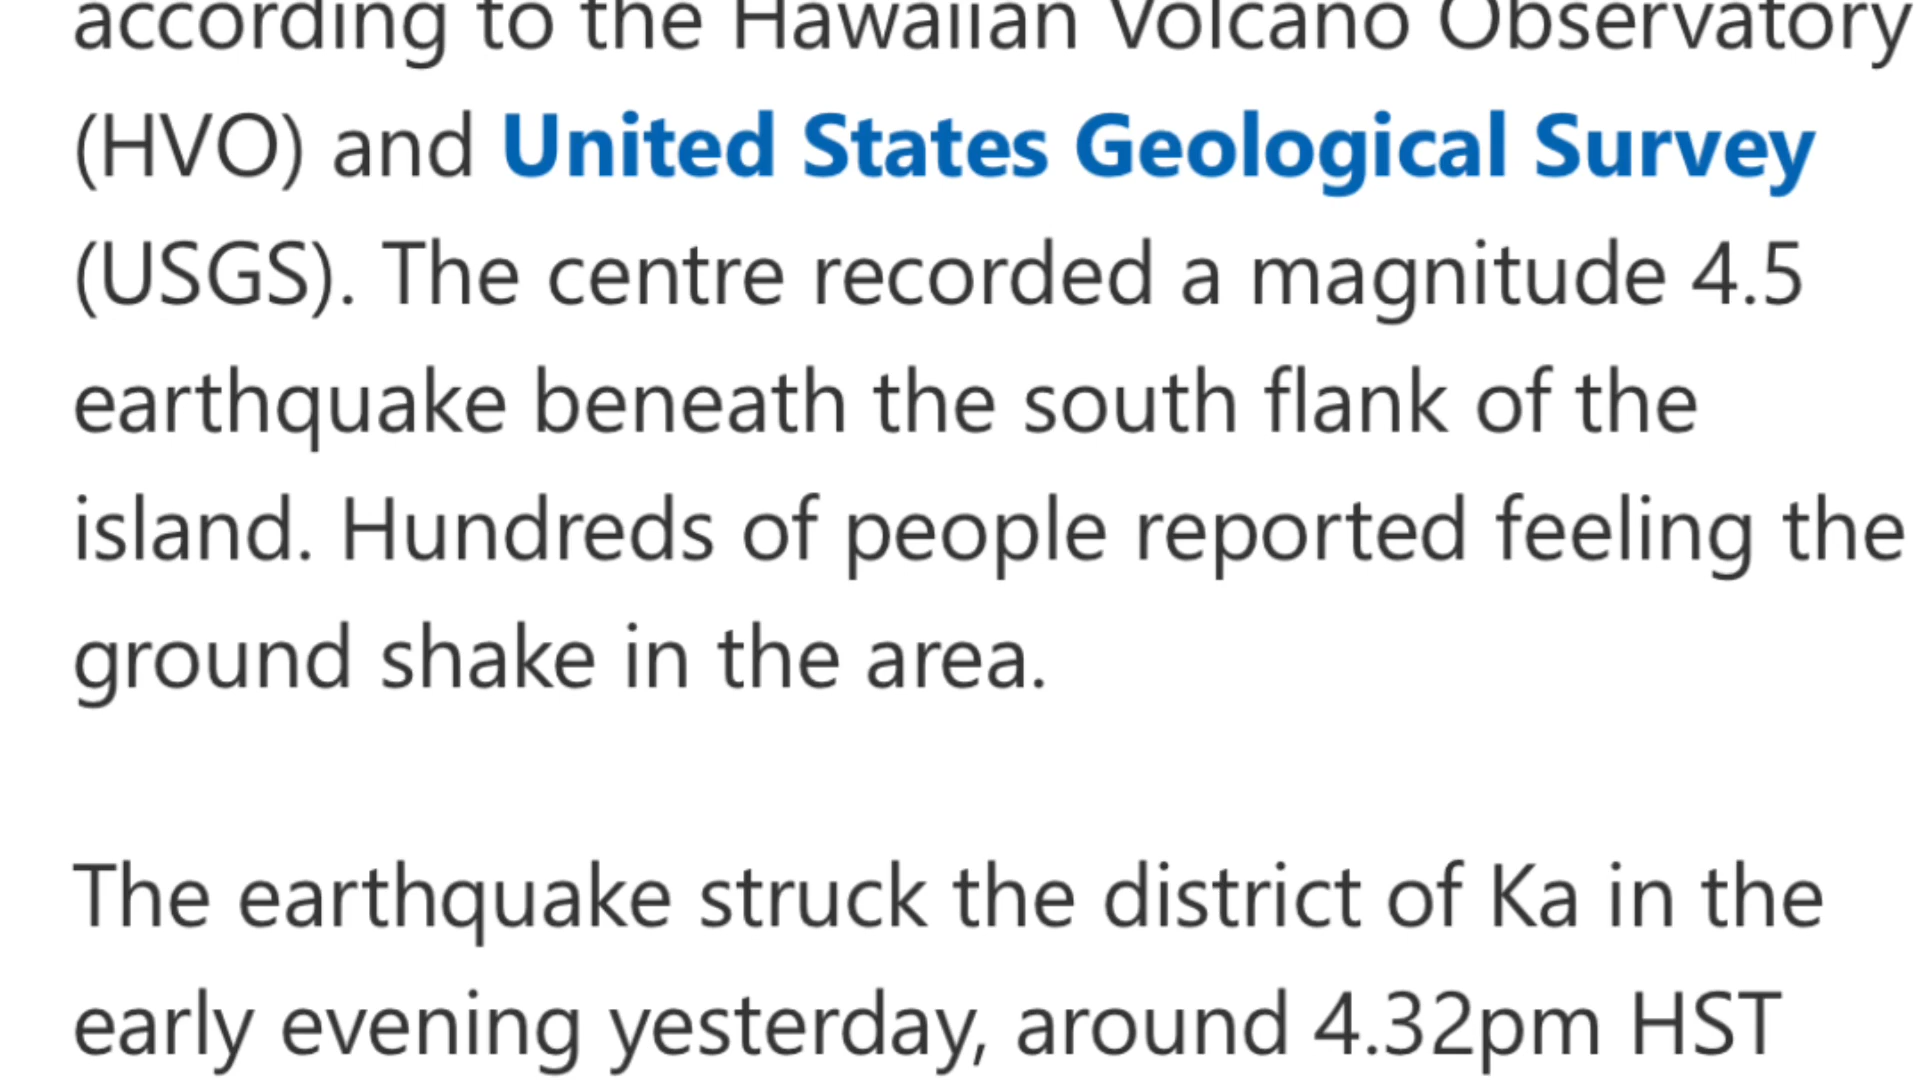 according to the Hawaiian Volcano Observatory
(HVO) and United States Geological Survey
(USGS). The centre recorded a magnitude 4.5
earthquake beneath the south flank of the
island. Hundreds of people reported feeling the
ground shake in the area.
The earthquake struck the district of Ka in the
early evening yesterday, around 4.32pm HST